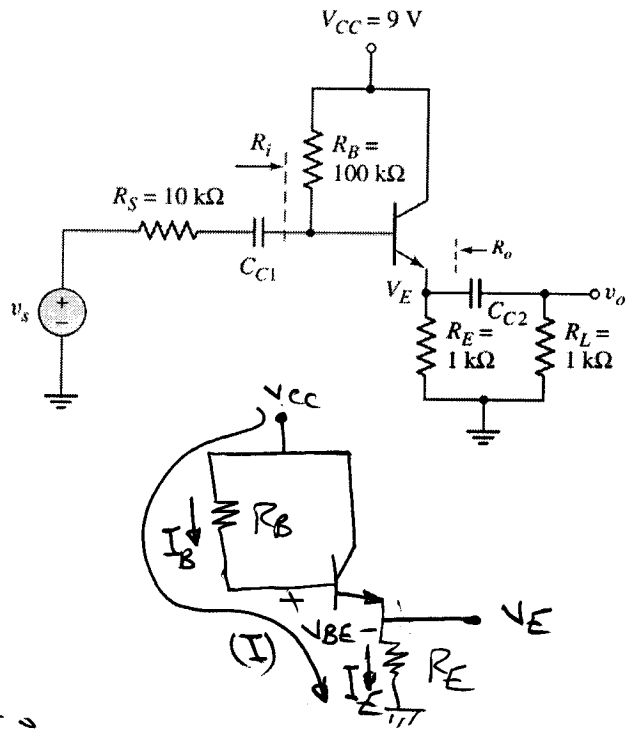 V_CC = 9 V
R_i
R_B =
100 kΩ
R_S = 10 kΩ
C_C1
R_o
V_E
C_C2
v_o
v_s
+
−
R_E =
1 kΩ
R_L =
1 kΩ
V_CC
I_B
R_B
+
V_BE −
V_E
(I)
I_E
R_E